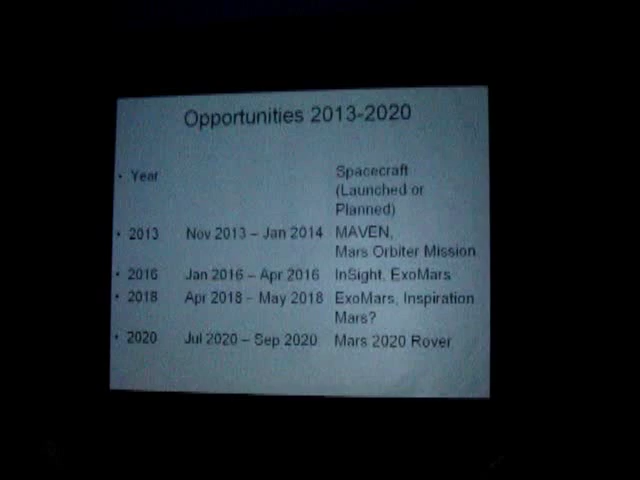 Opportunities 2013-2020
• Year Spacecraft
(Launched or
Planned)
• 2013 Nov 2013 – Jan 2014 MAVEN,
Mars Orbiter Mission
• 2016 Jan 2016 – Apr 2016 InSight, ExoMars
• 2018 Apr 2018 – May 2018 ExoMars, Inspiration
Mars?
• 2020 Jul 2020 – Sep 2020 Mars 2020 Rover